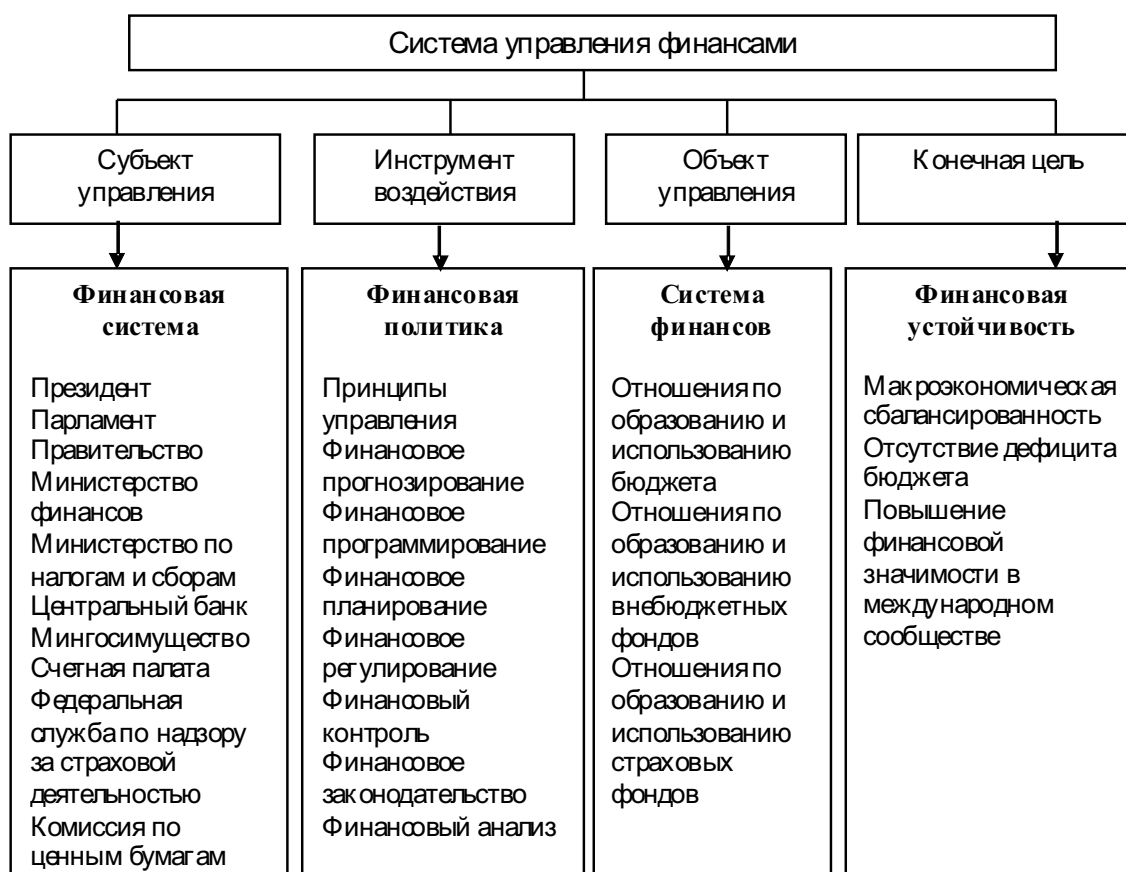 Система управления финансами
Субъект
управления
Инструмент
воздействия
Объект
управления
Конечная цель
Финансовая
система
Президент
Парламент
Правительство
Министерство
финансов
Министерство по
налогам и сборам
Центральный банк
Мингосимущество
Счетная палата
Федеральная
служба по надзору
за страховой
деятельностью
Комиссия по
ценным бумагам
Финансовая
политика
Принципы
управления
Финансовое
прогнозирование
Финансовое
программирование
Финансовое
планирование
Финансовое
регулирование
Финансовый
контроль
Финансовое
законодательство
Финансовый анализ
Система
финансов
Отношения по
образованию и
использованию
бюджета
Отношения по
образованию и
использованию
внебюджетных
фондов
Отношения по
образованию и
использованию
страховых
фондов
Финансовая
устойчивость
Макроэкономическая
сбалансированность
Отсутствие дефицита
бюджета
Повышение
финансовой
значимости в
международном
сообществе